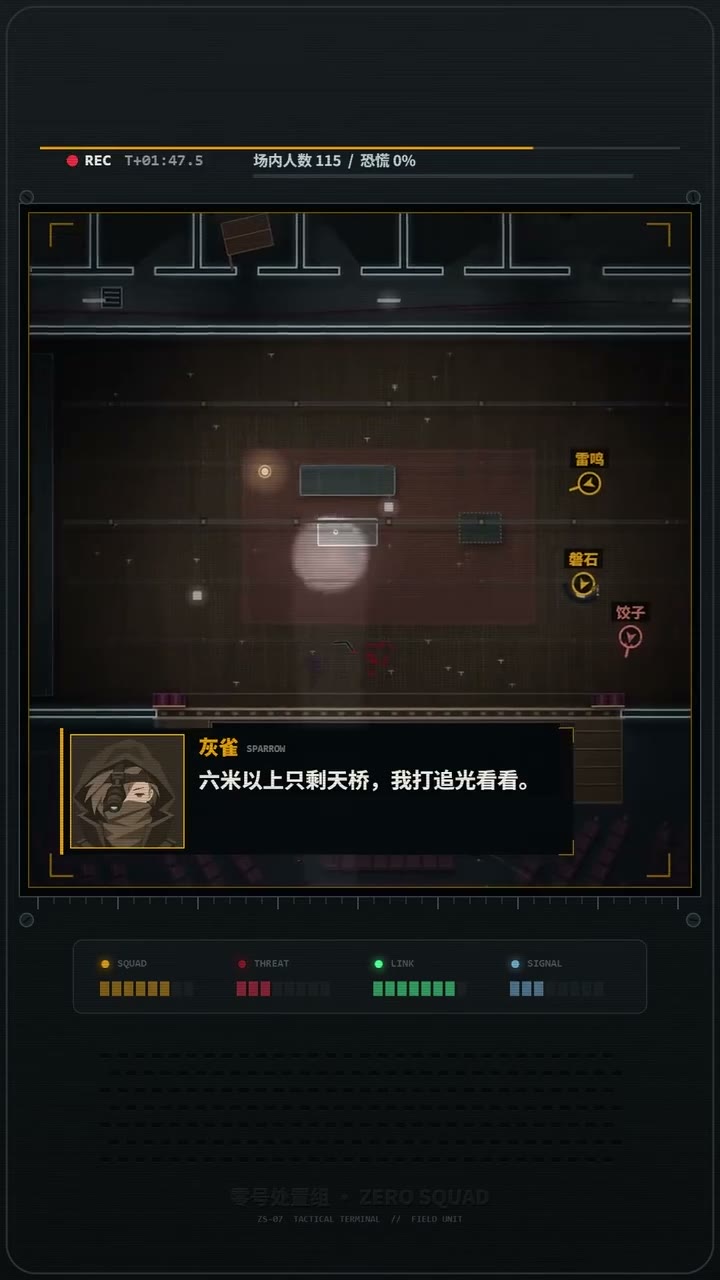 REC T+01:47.5 场内人数 115 / 恐慌 0%
雷鸣
磐石
饺子
灰雀 SPARROW
六米以上只剩天桥，我打追光看看。
SQUAD THREAT LINK SIGNAL
零号处置组 · ZERO SQUAD
ZS-07 TACTICAL TERMINAL // FIELD UNIT